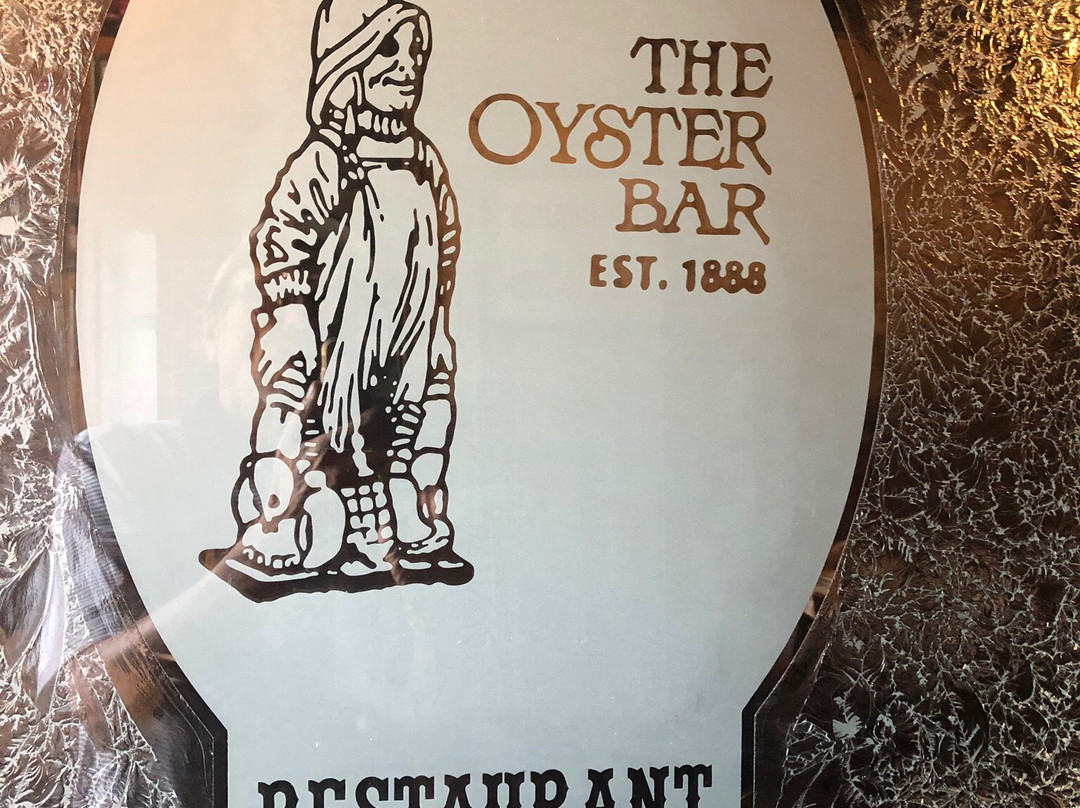 THE
OYSTER
BAR
EST. 1888
RESTAURANT